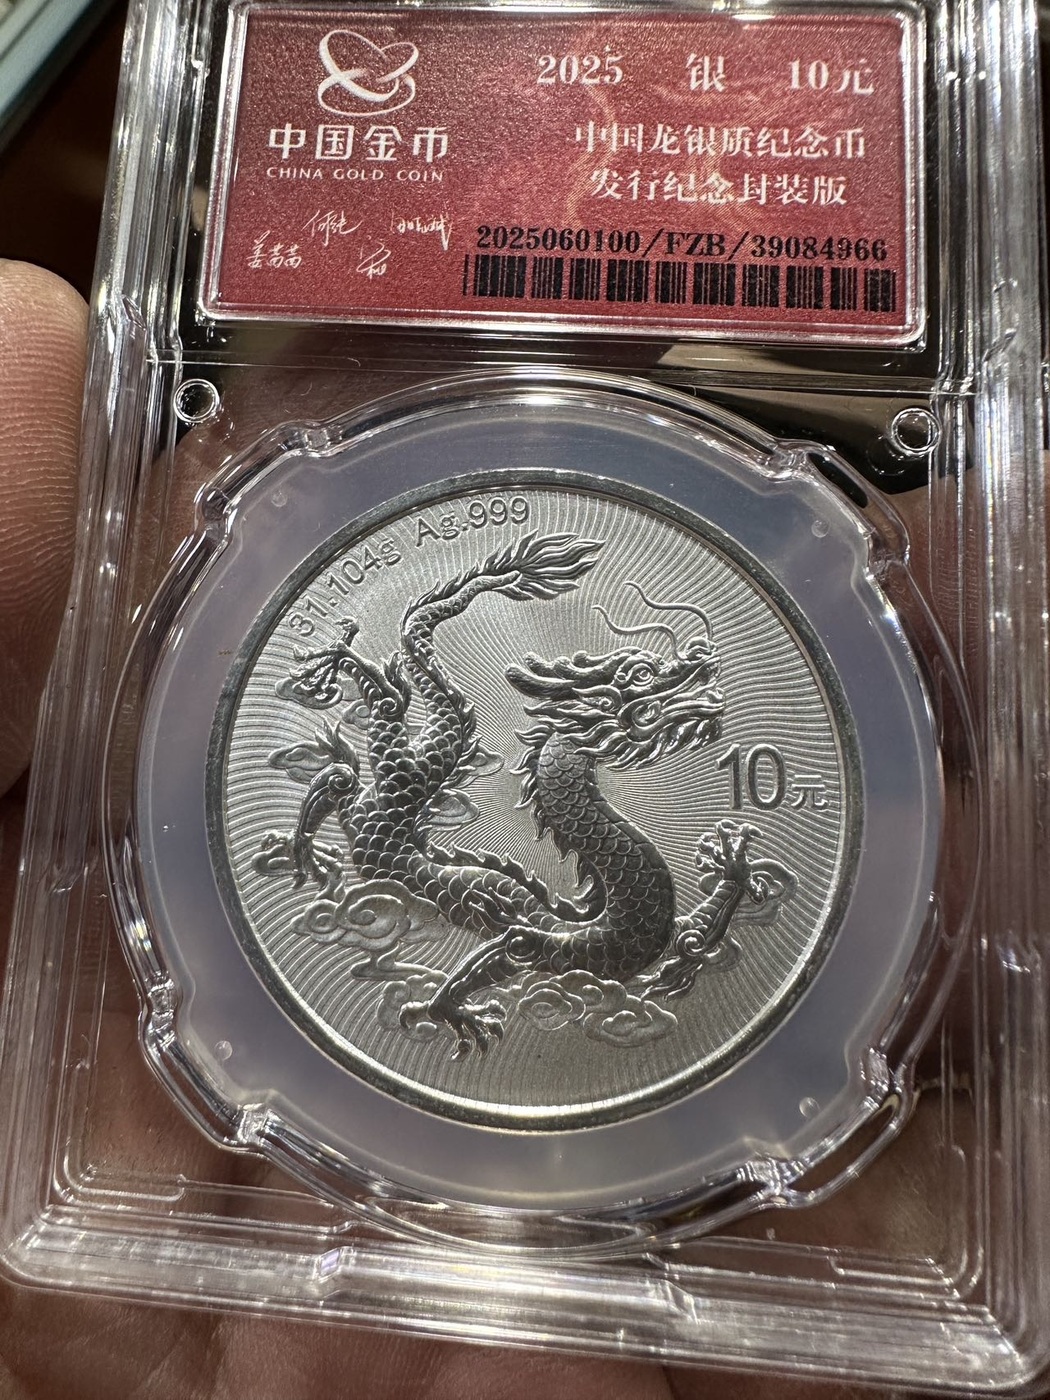 中国金币
CHINA GOLD COIN
2025 银 10元
中国龙银质纪念币
发行纪念封装版
2025060100/FZB/39084966
31.104g Ag.999
10元